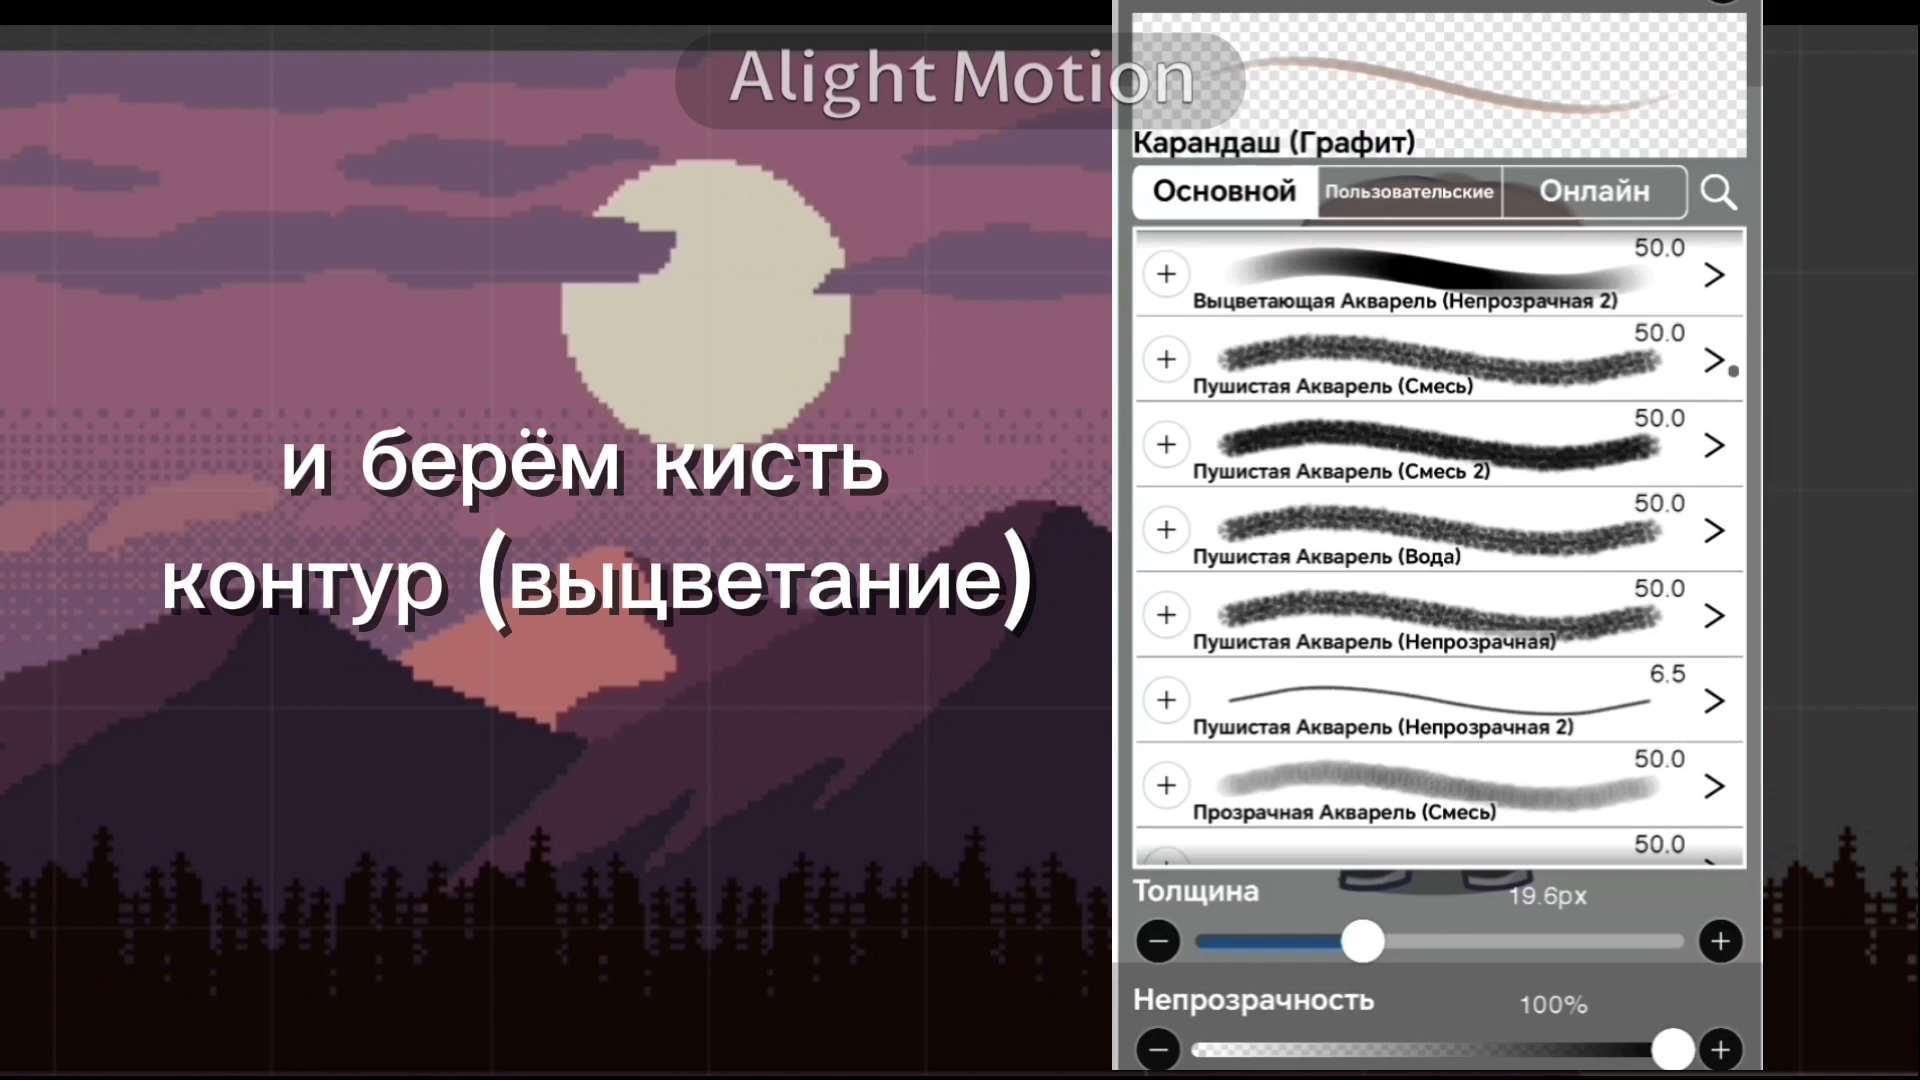 Alight Motion
и берём кисть
контур (выцветание)
Карандаш (Графит)
Основной
Пользовательские
Онлайн
50.0
Выцветающая Акварель (Непрозрачная 2)
50.0
Пушистая Акварель (Смесь)
50.0
Пушистая Акварель (Смесь 2)
50.0
Пушистая Акварель (Вода)
50.0
Пушистая Акварель (Непрозрачная)
6.5
Пушистая Акварель (Непрозрачная 2)
50.0
Прозрачная Акварель (Смесь)
50.0
Толщина
19.6px
Непрозрачность
100%